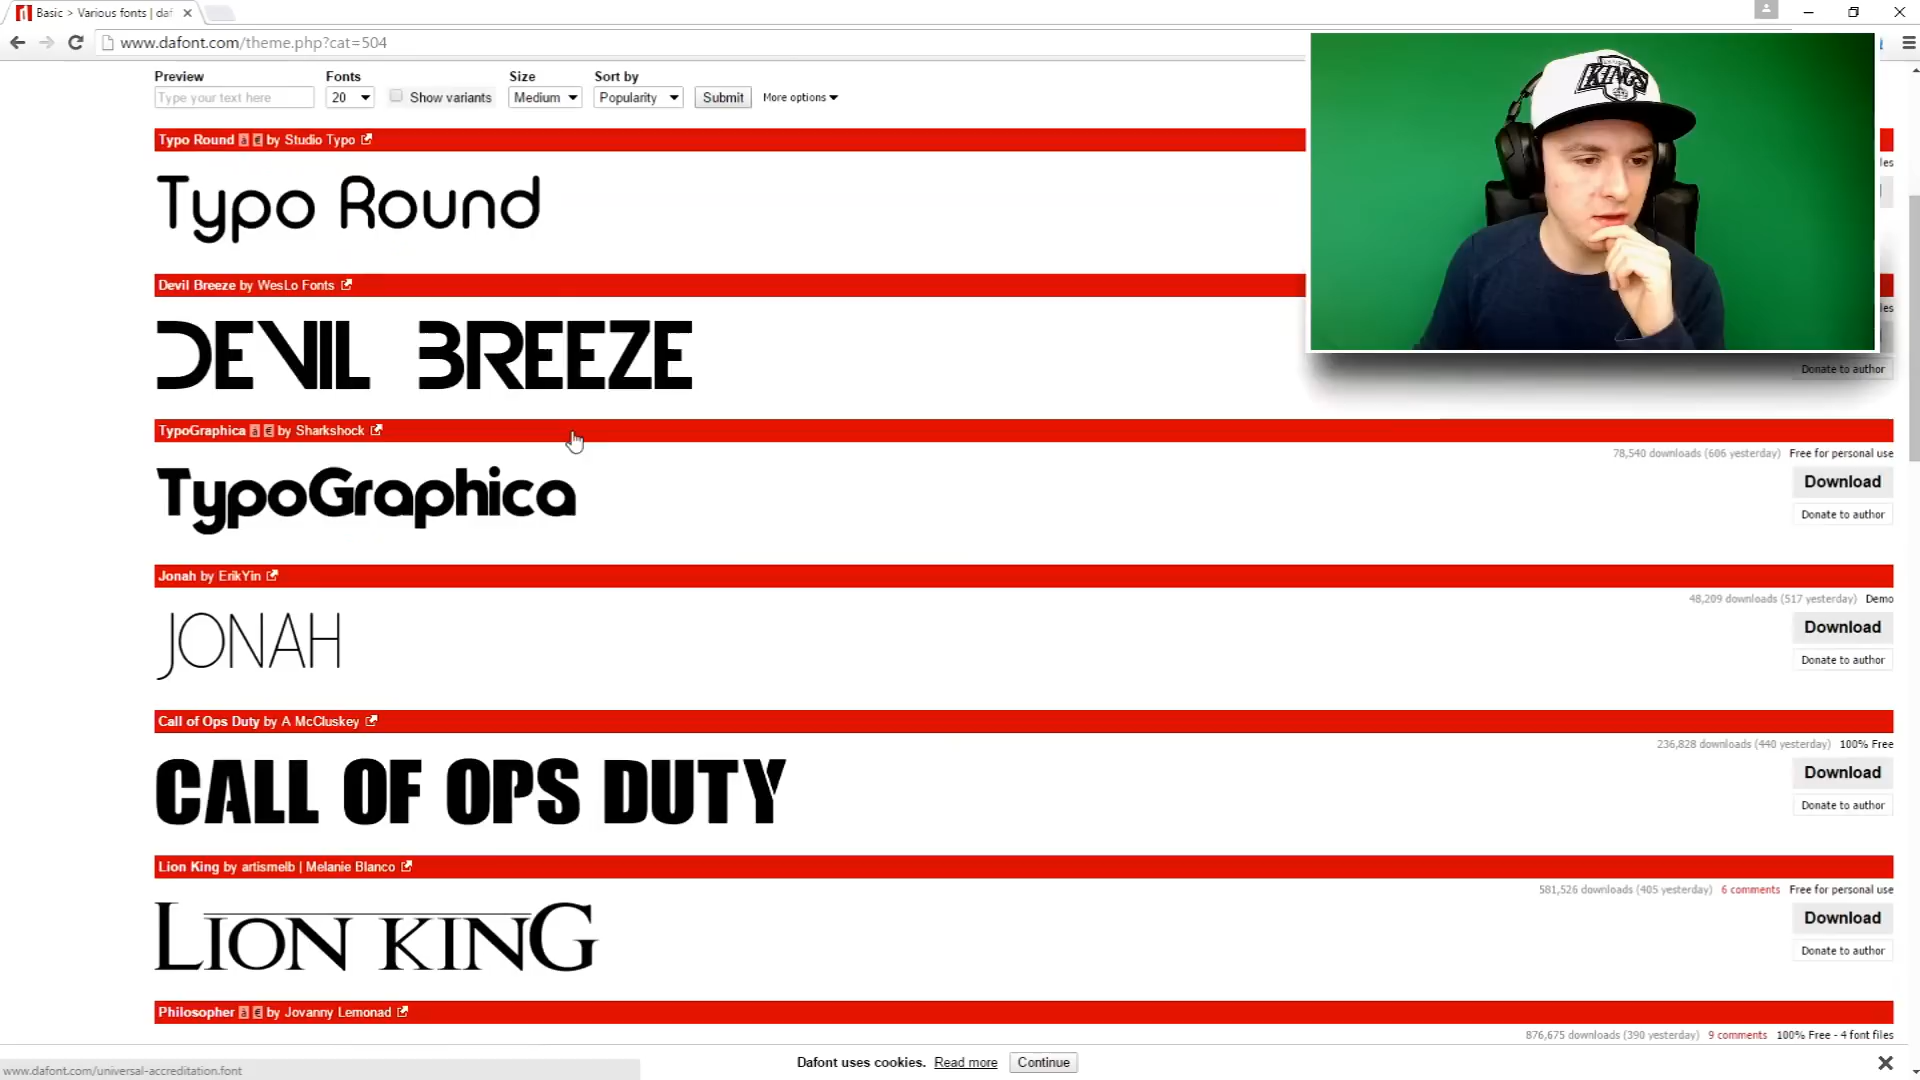 Basic > Various fonts | daf
www.dafont.com/theme.php?cat=504
Preview Fonts Size Sort by
Type your text here 20 Show variants Medium Popularity Submit More options
KINGS
Typo Round à € by Studio Typo
Typo Round
Devil Breeze by WesLo Fonts
DEVIL BREEZE
Donate to author
TypoGraphica à € by Sharkshock
78,540 downloads (606 yesterday) Free for personal use
TypoGraphica
Download
Donate to author
Jonah by ErikYin
48,209 downloads (517 yesterday) Demo
JONAH
Download
Donate to author
Call of Ops Duty by A McCluskey
236,828 downloads (440 yesterday) 100% Free
CALL OF OPS DUTY
Download
Donate to author
Lion King by artismelb | Melanie Blanco
581,526 downloads (405 yesterday) 6 comments Free for personal use
LION KING
Download
Donate to author
Philosopher à € by Jovanny Lemonad
876,675 downloads (390 yesterday) 9 comments 100% Free - 4 font files
Dafont uses cookies. Read more Continue
www.dafont.com/universal-accreditation.font